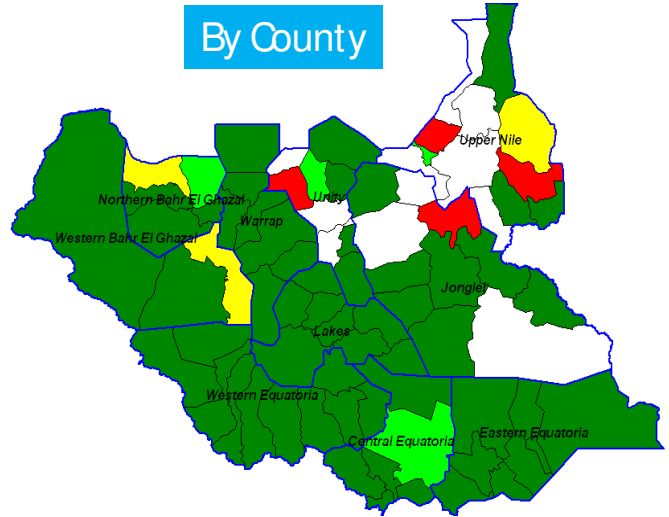 By County
Upper Nile
Northern Bahr El Ghazal
Unity
Warrap
Western Bahr El Ghazal
Jonglei
Lakes
Western Equatoria
Central Equatoria
Eastern Equatoria